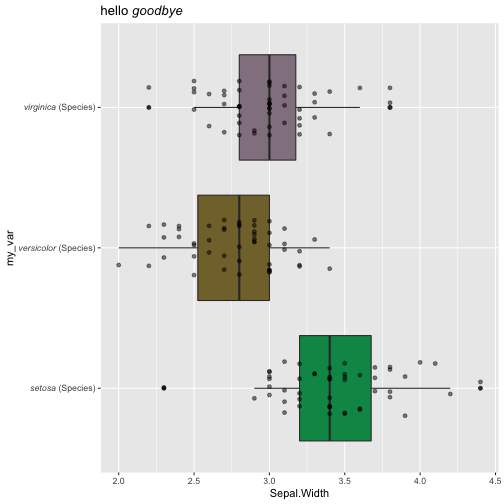 hello goodbye
virginica (Species)
versicolor (Species)
setosa (Species)
my_var
2.0 2.5 3.0 3.5 4.0 4.5
Sepal.Width